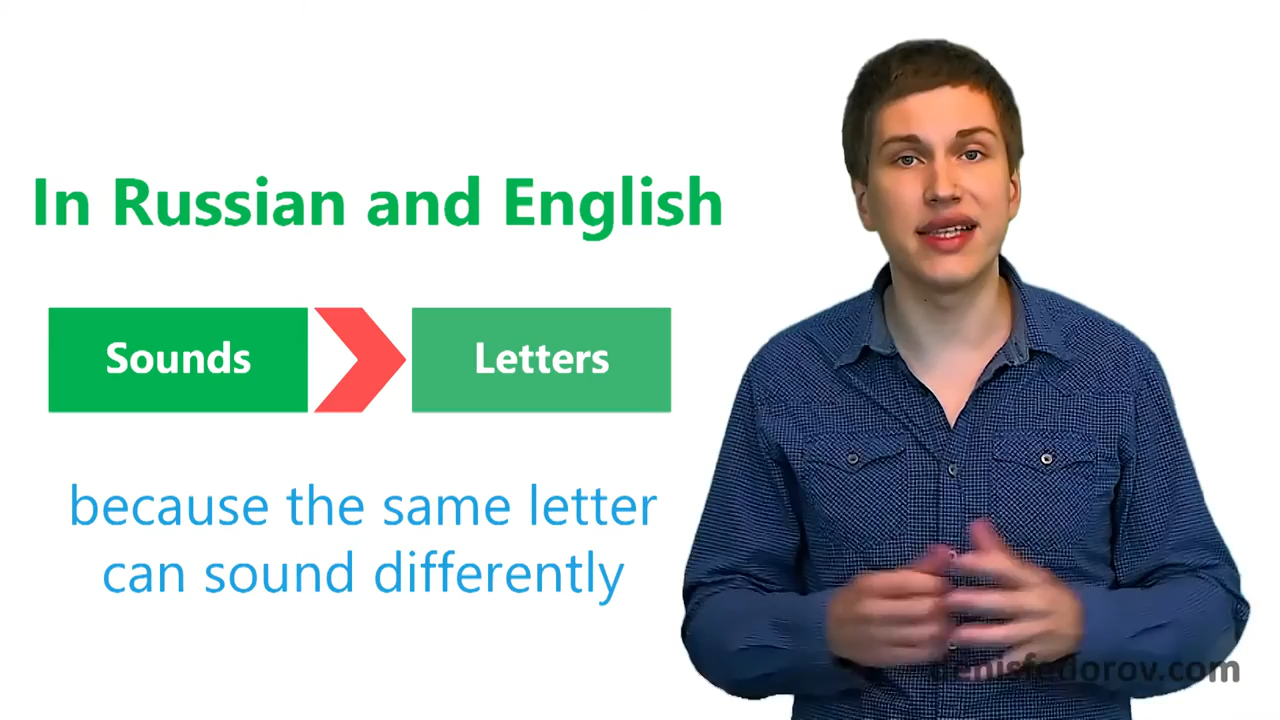 In Russian and English
Sounds
Letters
because the same letter
can sound differently
denisfedorov.com